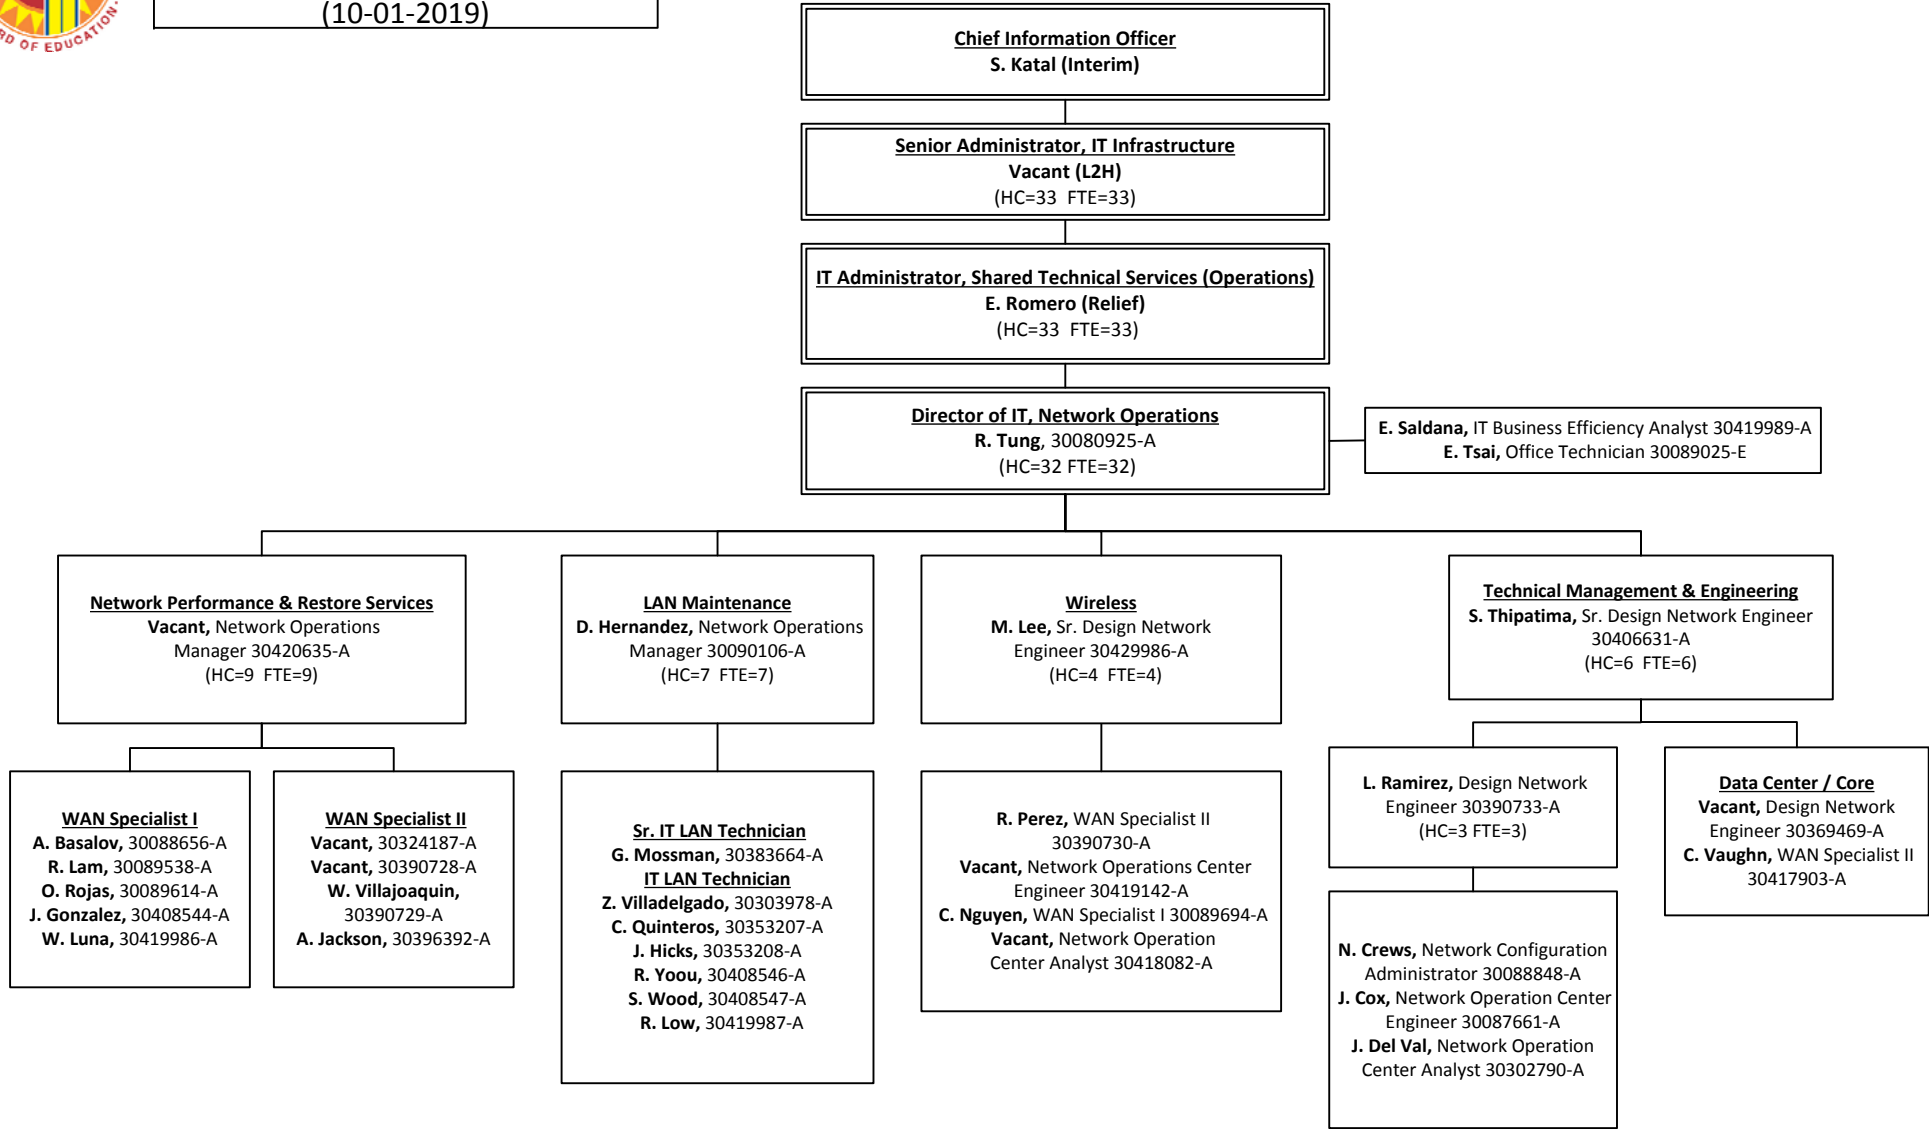 RD OF EDUCATION
(10-01-2019)
Chief Information Officer
S. Katal (Interim)
Senior Administrator, IT Infrastructure
Vacant (L2H)
(HC=33 FTE=33)
IT Administrator, Shared Technical Services (Operations)
E. Romero (Relief)
(HC=33 FTE=33)
Director of IT, Network Operations
R. Tung, 30080925-A
(HC=32 FTE=32)
E. Saldana, IT Business Efficiency Analyst 30419989-A
E. Tsai, Office Technician 30089025-E
Network Performance & Restore Services
Vacant, Network Operations
Manager 30420635-A
(HC=9 FTE=9)
LAN Maintenance
D. Hernandez, Network Operations
Manager 30090106-A
(HC=7 FTE=7)
Wireless
M. Lee, Sr. Design Network
Engineer 30429986-A
(HC=4 FTE=4)
Technical Management & Engineering
S. Thipatima, Sr. Design Network Engineer
30406631-A
(HC=6 FTE=6)
WAN Specialist I
A. Basalov, 30088656-A
R. Lam, 30089538-A
O. Rojas, 30089614-A
J. Gonzalez, 30408544-A
W. Luna, 30419986-A
WAN Specialist II
Vacant, 30324187-A
Vacant, 30390728-A
W. Villajoaquin,
30390729-A
A. Jackson, 30396392-A
Sr. IT LAN Technician
G. Mossman, 30383664-A
IT LAN Technician
Z. Villadelgado, 30303978-A
C. Quinteros, 30353207-A
J. Hicks, 30353208-A
R. Yoou, 30408546-A
S. Wood, 30408547-A
R. Low, 30419987-A
R. Perez, WAN Specialist II
30390730-A
Vacant, Network Operations Center
Engineer 30419142-A
C. Nguyen, WAN Specialist I 30089694-A
Vacant, Network Operation
Center Analyst 30418082-A
L. Ramirez, Design Network
Engineer 30390733-A
(HC=3 FTE=3)
N. Crews, Network Configuration
Administrator 30088848-A
J. Cox, Network Operation Center
Engineer 30087661-A
J. Del Val, Network Operation
Center Analyst 30302790-A
Data Center / Core
Vacant, Design Network
Engineer 30369469-A
C. Vaughn, WAN Specialist II
30417903-A